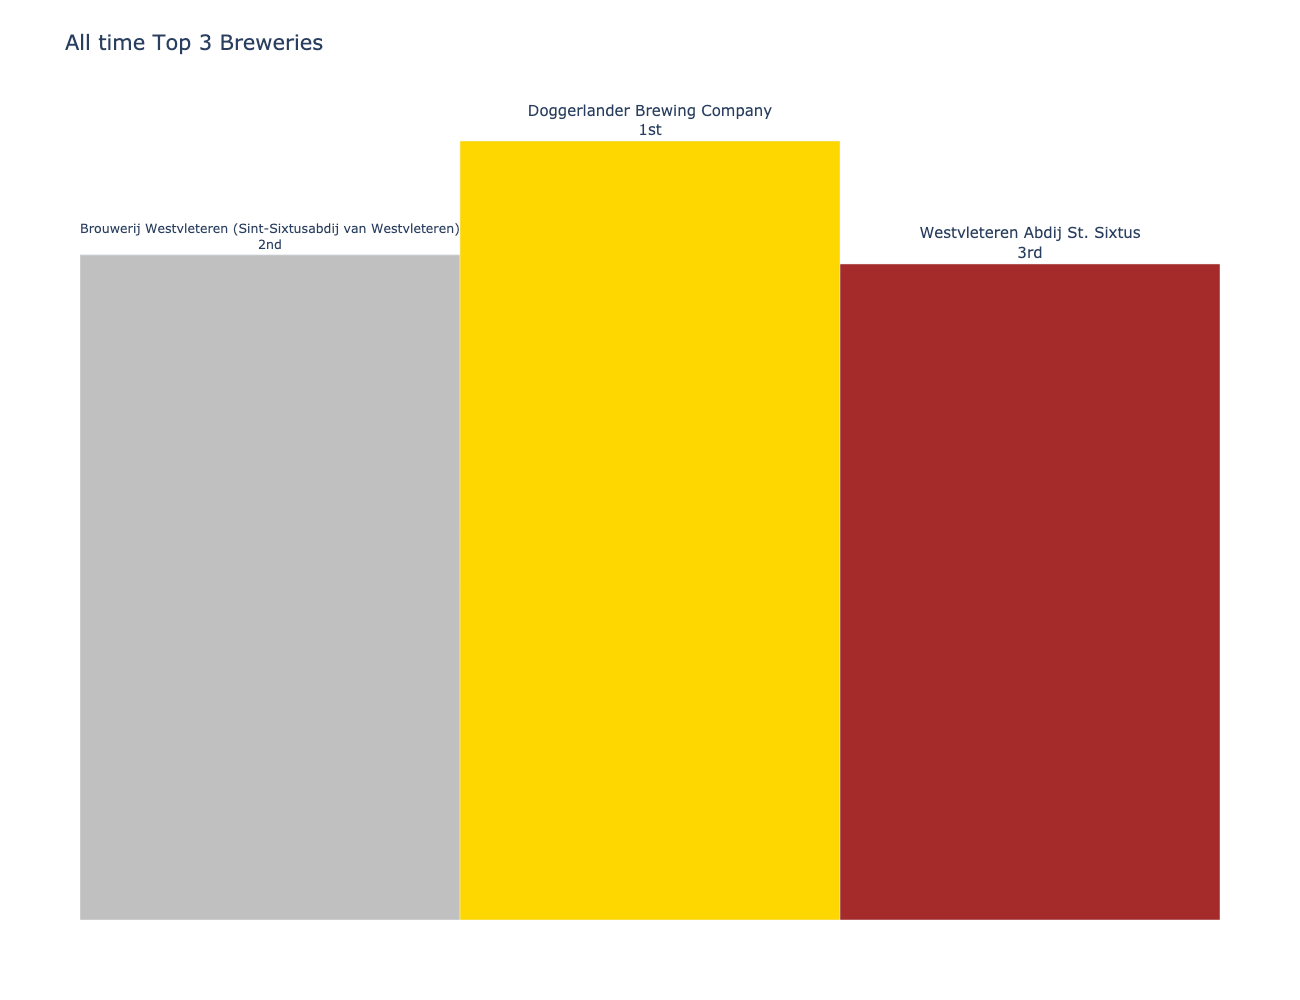 All time Top 3 Breweries
Doggerlander Brewing Company
1st
Brouwerij Westvleteren (Sint-Sixtusabdij van Westvleteren)
2nd
Westvleteren Abdij St. Sixtus
3rd